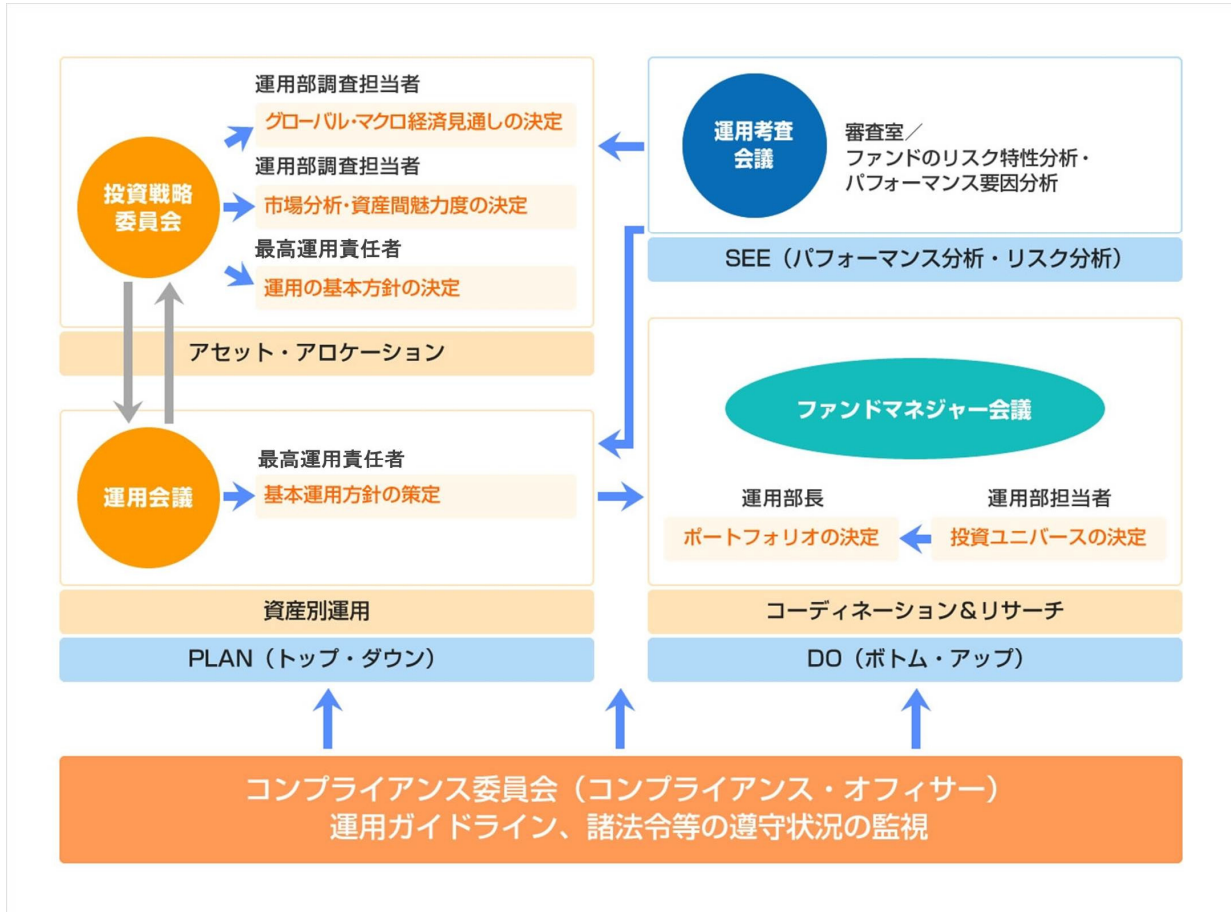 運用部調査担当者
グローバル・マクロ経済見通しの決定
運用部調査担当者
市場分析・資産間魅力度の決定
最高運用責任者
運用の基本方針の決定
投資戦略
委員会
アセット・アロケーション
運用会議
最高運用責任者
基本運用方針の策定
資産別運用
PLAN（トップ・ダウン）
運用考査
会議
審査室／
ファンドのリスク特性分析・
パフォーマンス要因分析
SEE（パフォーマンス分析・リスク分析）
ファンドマネジャー会議
運用部長
ポートフォリオの決定
運用部担当者
投資ユニバースの決定
コーディネーション＆リサーチ
DO（ボトム・アップ）
コンプライアンス委員会（コンプライアンス・オフィサー）
運用ガイドライン、諸法令等の遵守状況の監視